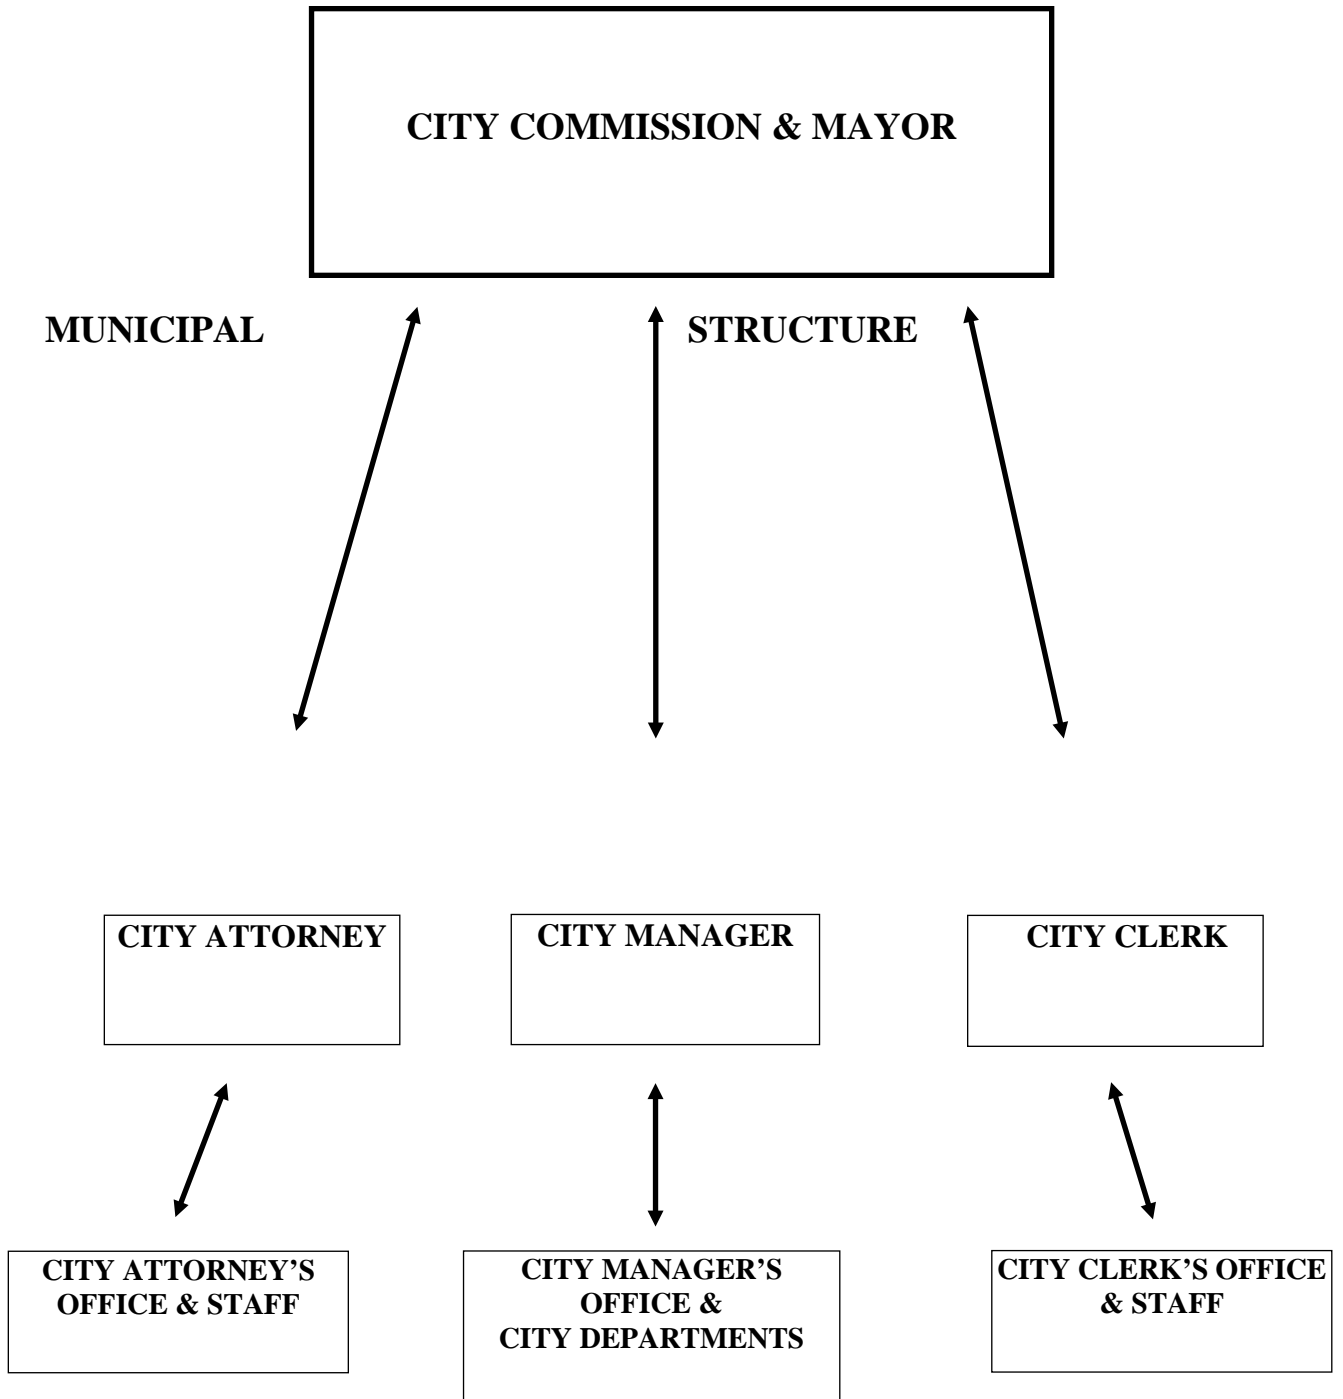 CITY COMMISSION & MAYOR
MUNICIPAL STRUCTURE
CITY ATTORNEY
CITY MANAGER
CITY CLERK
CITY ATTORNEY’S
OFFICE & STAFF
CITY MANAGER’S
OFFICE &
CITY DEPARTMENTS
CITY CLERK’S OFFICE
& STAFF